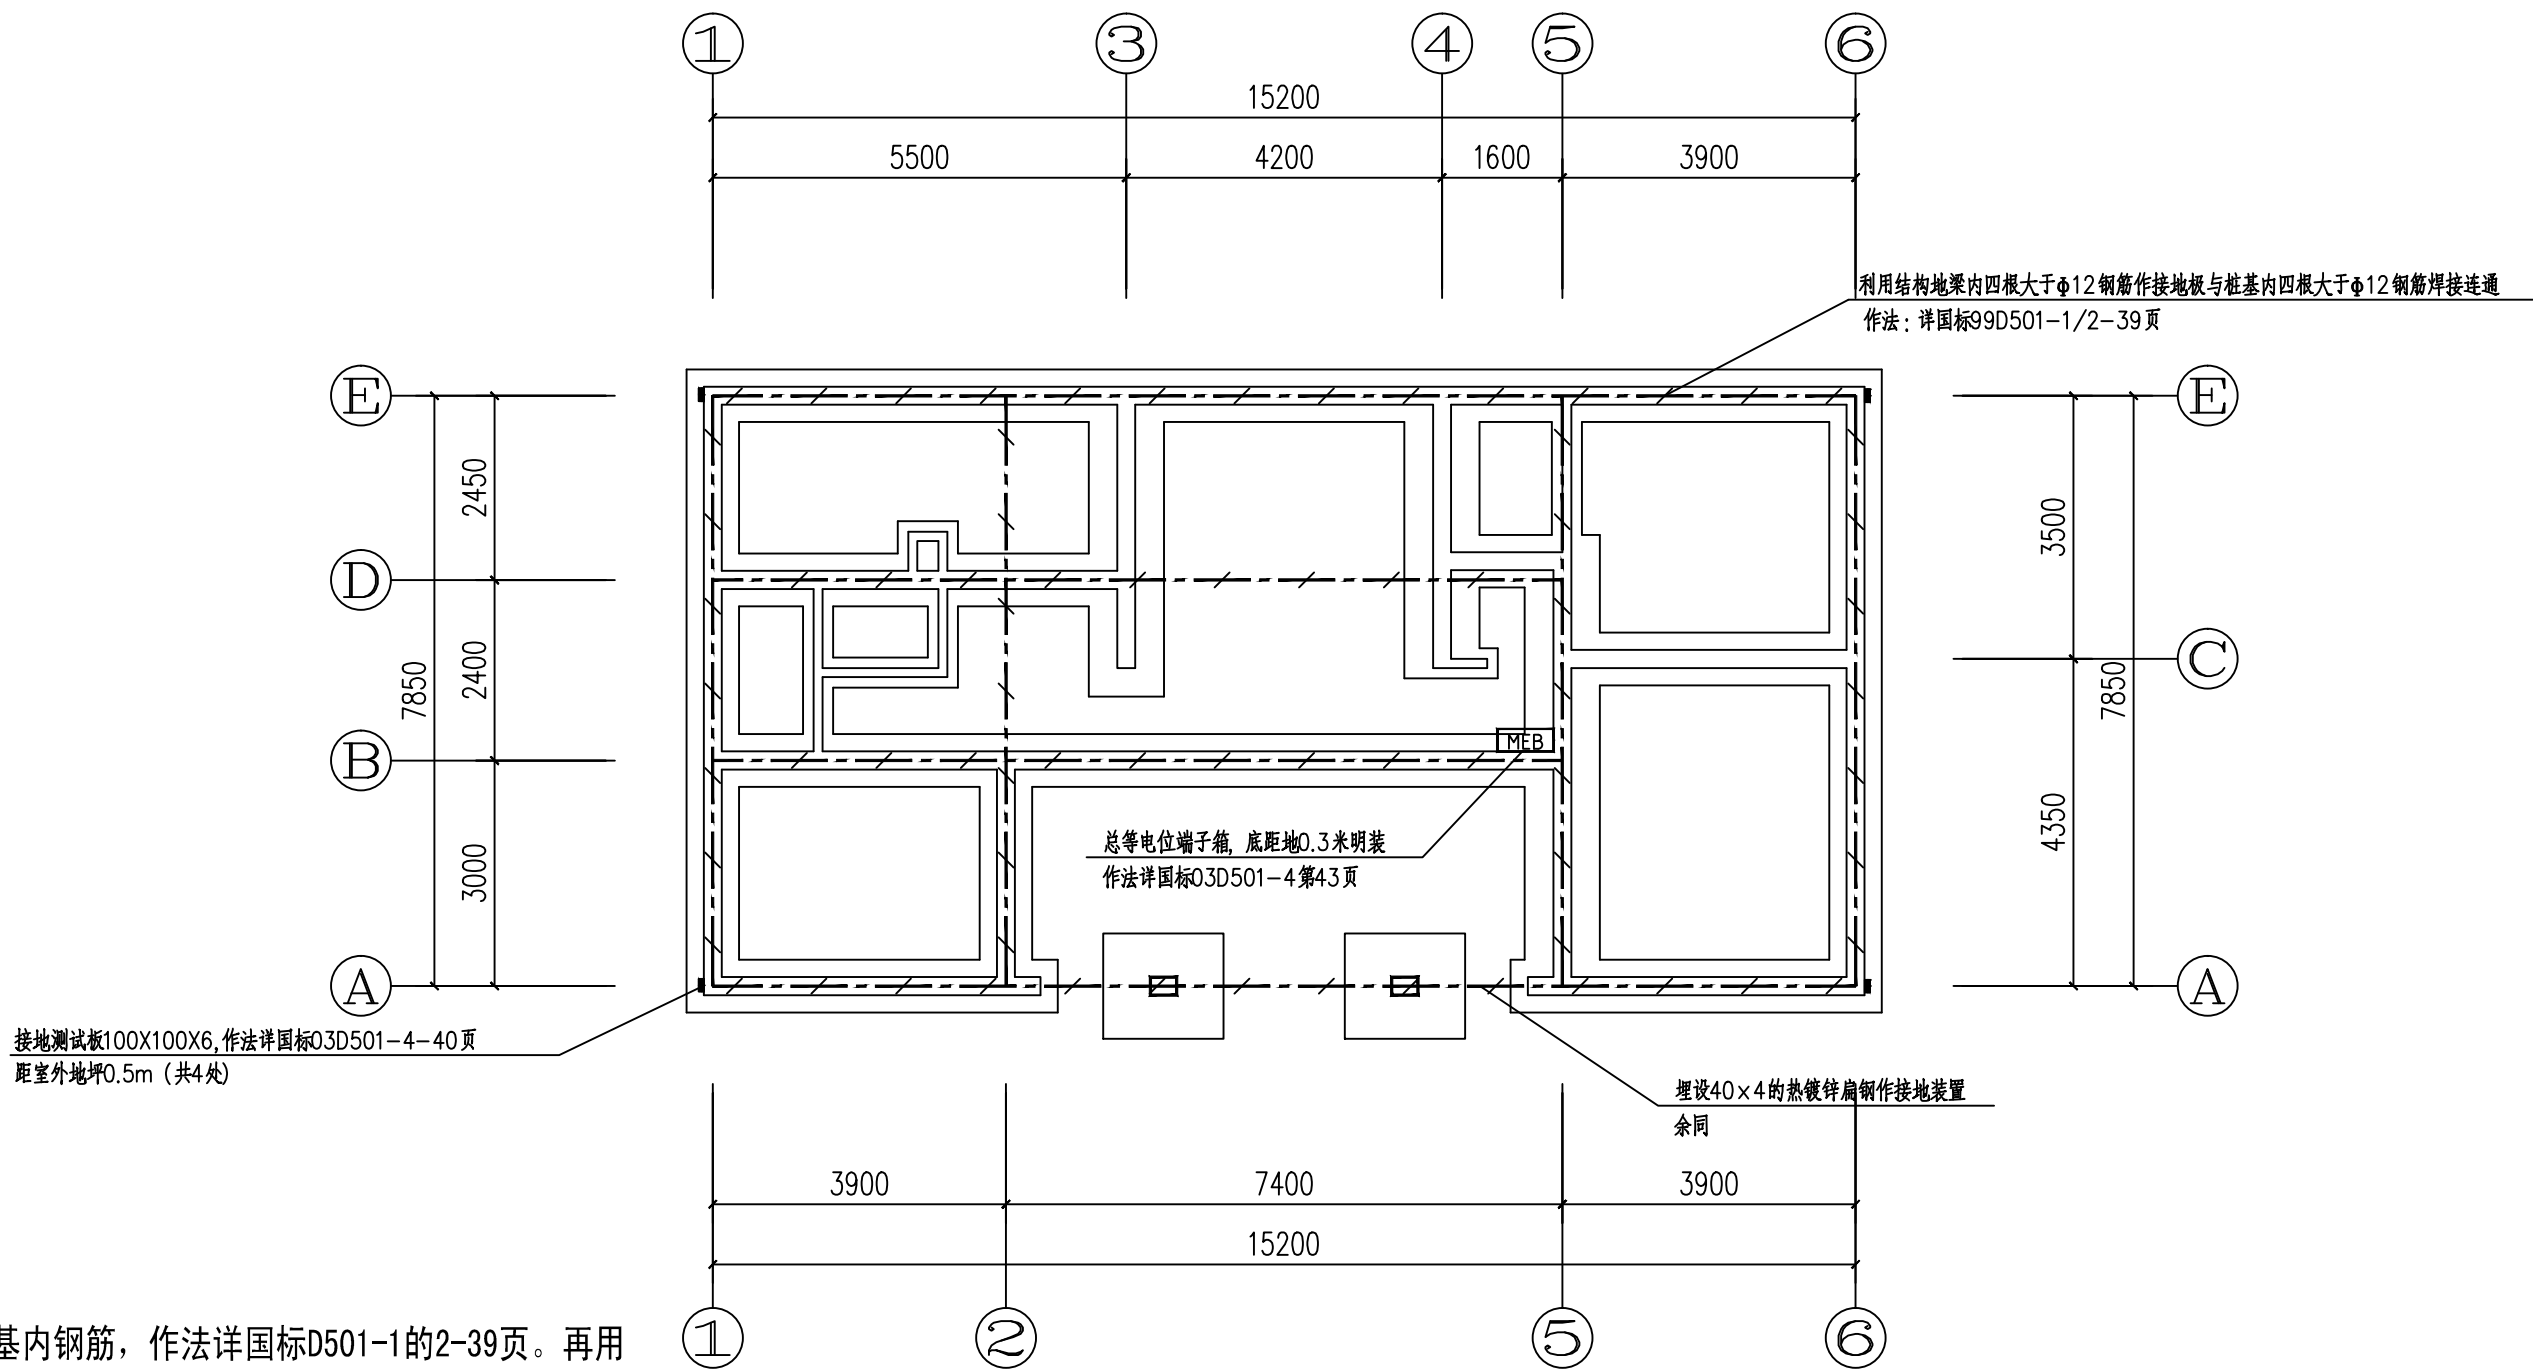 1 3 4 5 6
15200
5500 4200 1600 3900
利用结构地梁内四根大于Φ12钢筋作接地极与桩基内四根大于Φ12钢筋焊接连通
作法：详国标99D501-1/2-39页
E E
2450
3500
D
C
2400
7850
7850
B
MEB
4350
总等电位端子箱，底距地0.3米明装
作法详国标03D501-4第43页
3000
A A
接地测试板100X100X6,作法详国标03D501-4-40页
距室外地坪0.5m（共4处）
埋设40×4的热镀锌扁钢作接地装置
余同
3900 7400 3900
15200
1 2 5 6
基内钢筋，作法详国标D501-1的2-39页。再用